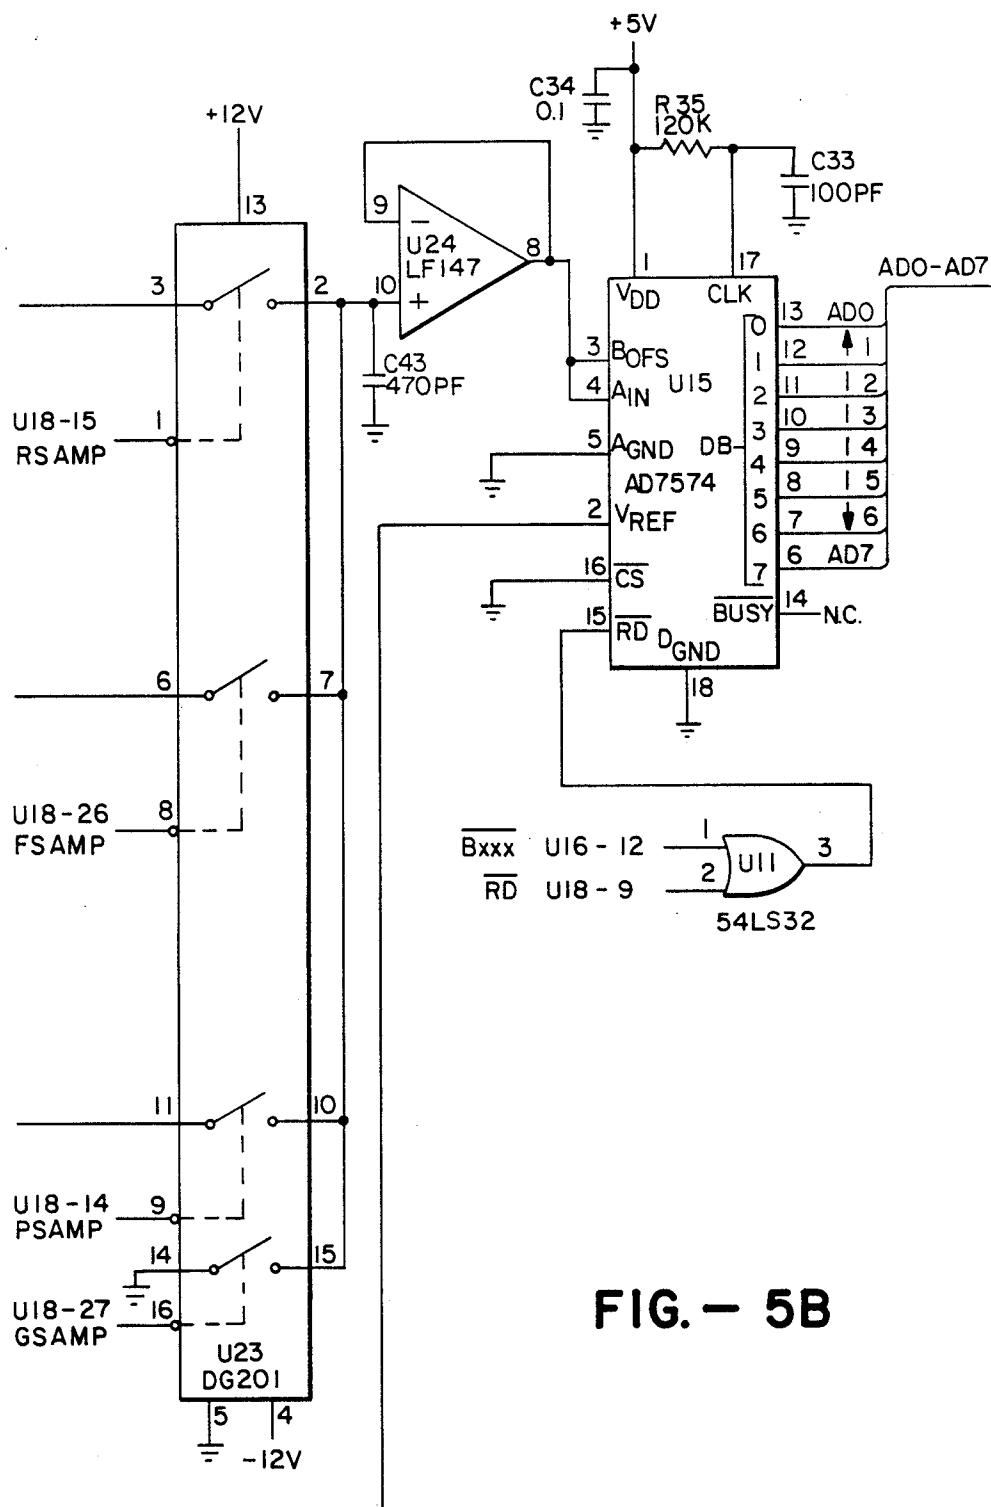 +5V
C34
0.1
R35
120K
+12V
C33
100PF
13
9
−
U24
LF147
8
1
17
AD0-AD7
3
2
10
+
VDD
CLK
13
AD0
0
12
1
1
3
BOFS
U15
11
2
2
C43
470PF
4
AIN
10
3
3
U18-15
1
RSAMP
5
AGND
DB
9
4
4
AD7574
8
5
5
2
VREF
7
6
6
16
CS
6
AD7
7
BUSY
14
N.C.
15
RD
DGND
18
6
7
U18-26
8
FSAMP
Bxxx
U16-12
1
U11
3
RD
U18-9
2
54LS32
11
10
U18-14
9
PSAMP
14
15
U18-27
16
GSAMP
U23
DG201
5
4
-12V
FIG. - 5B